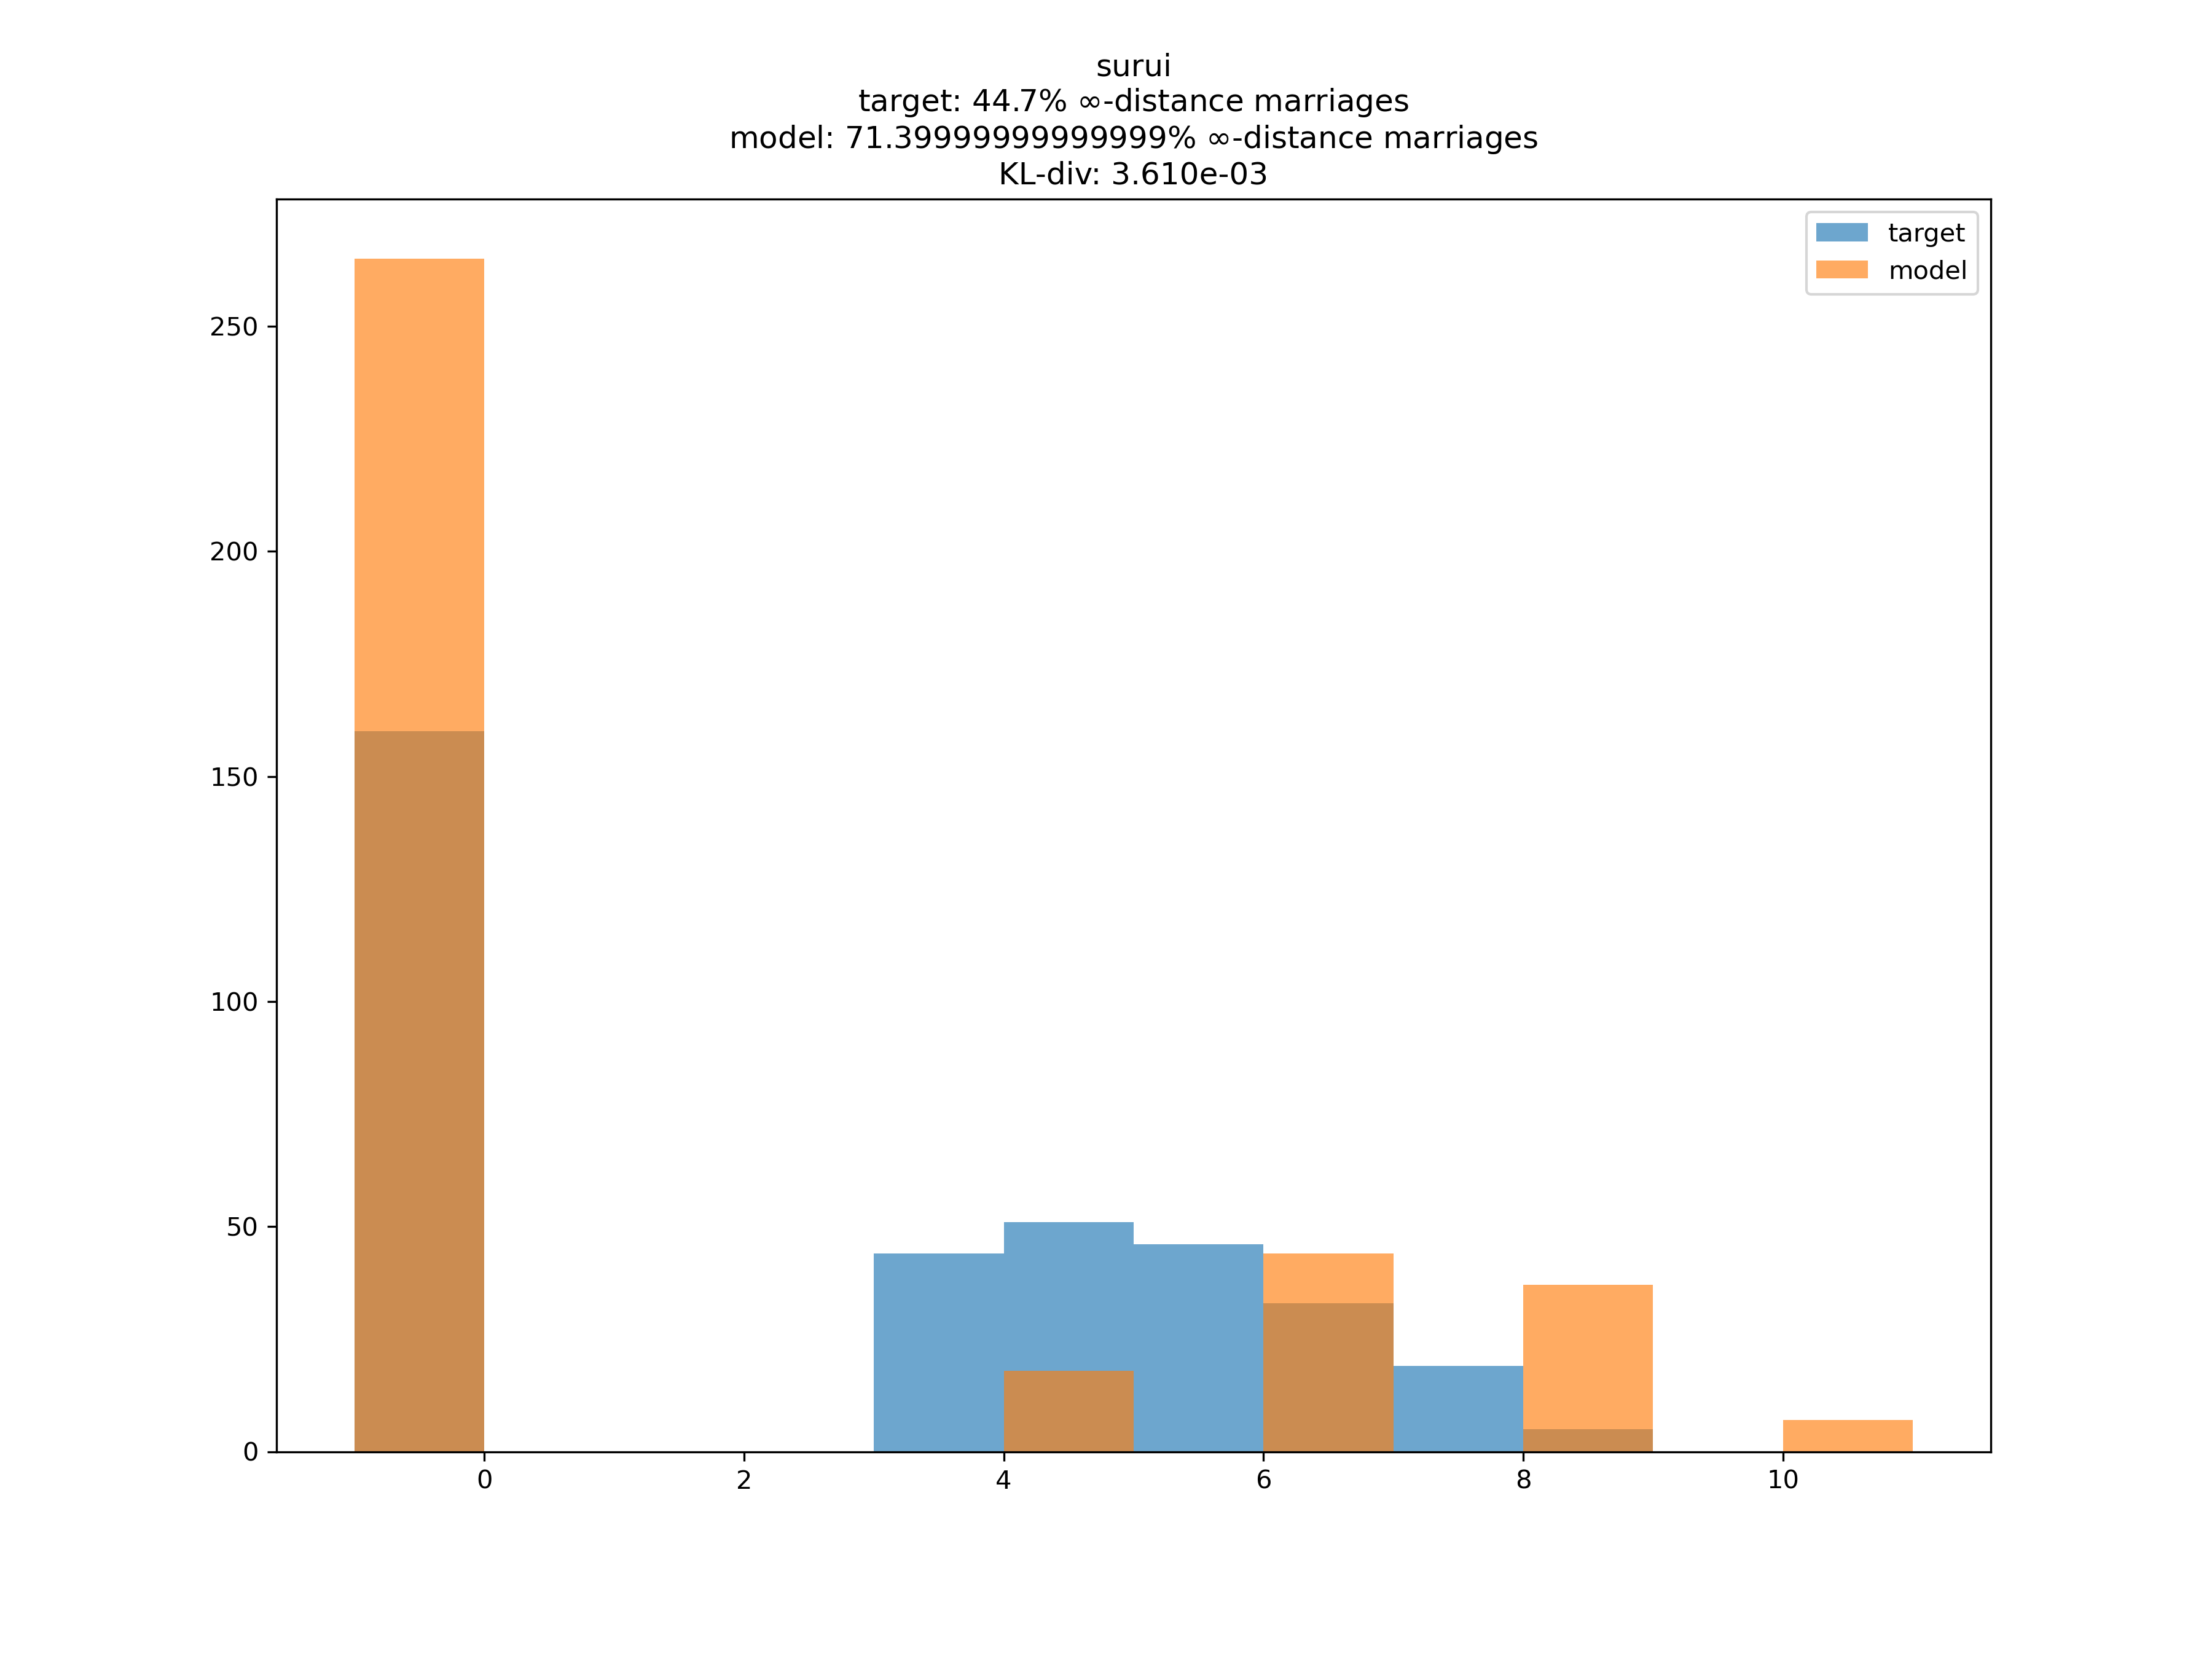 surui
target: 44.7% ∞-distance marriages
model: 71.39999999999999% ∞-distance marriages
KL-div: 3.610e-03
target
model
250
200
150
100
50
0
0 2 4 6 8 10